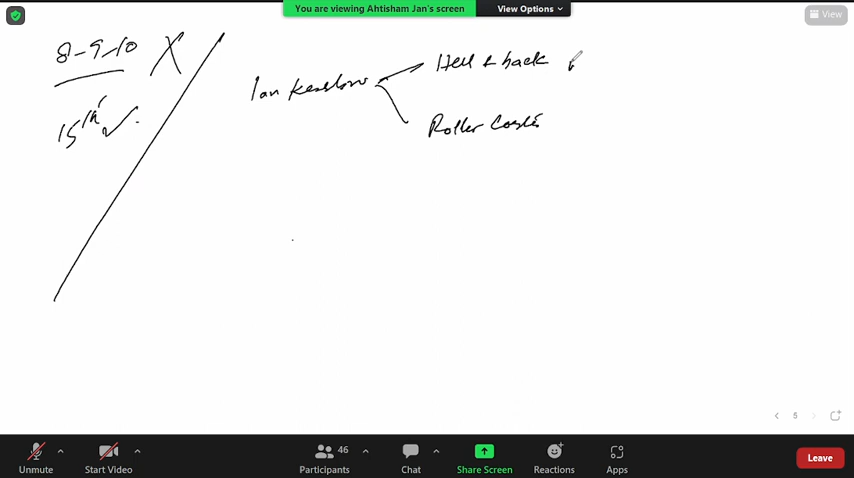 You are viewing Ahtisham Jan's screen
View Options
View
8-9-10 X
15th ✓
Ian Kershaw
Hell & back
Roller Coaster
5
Unmute
Start Video
46
Participants
Chat
Share Screen
Reactions
Apps
Leave